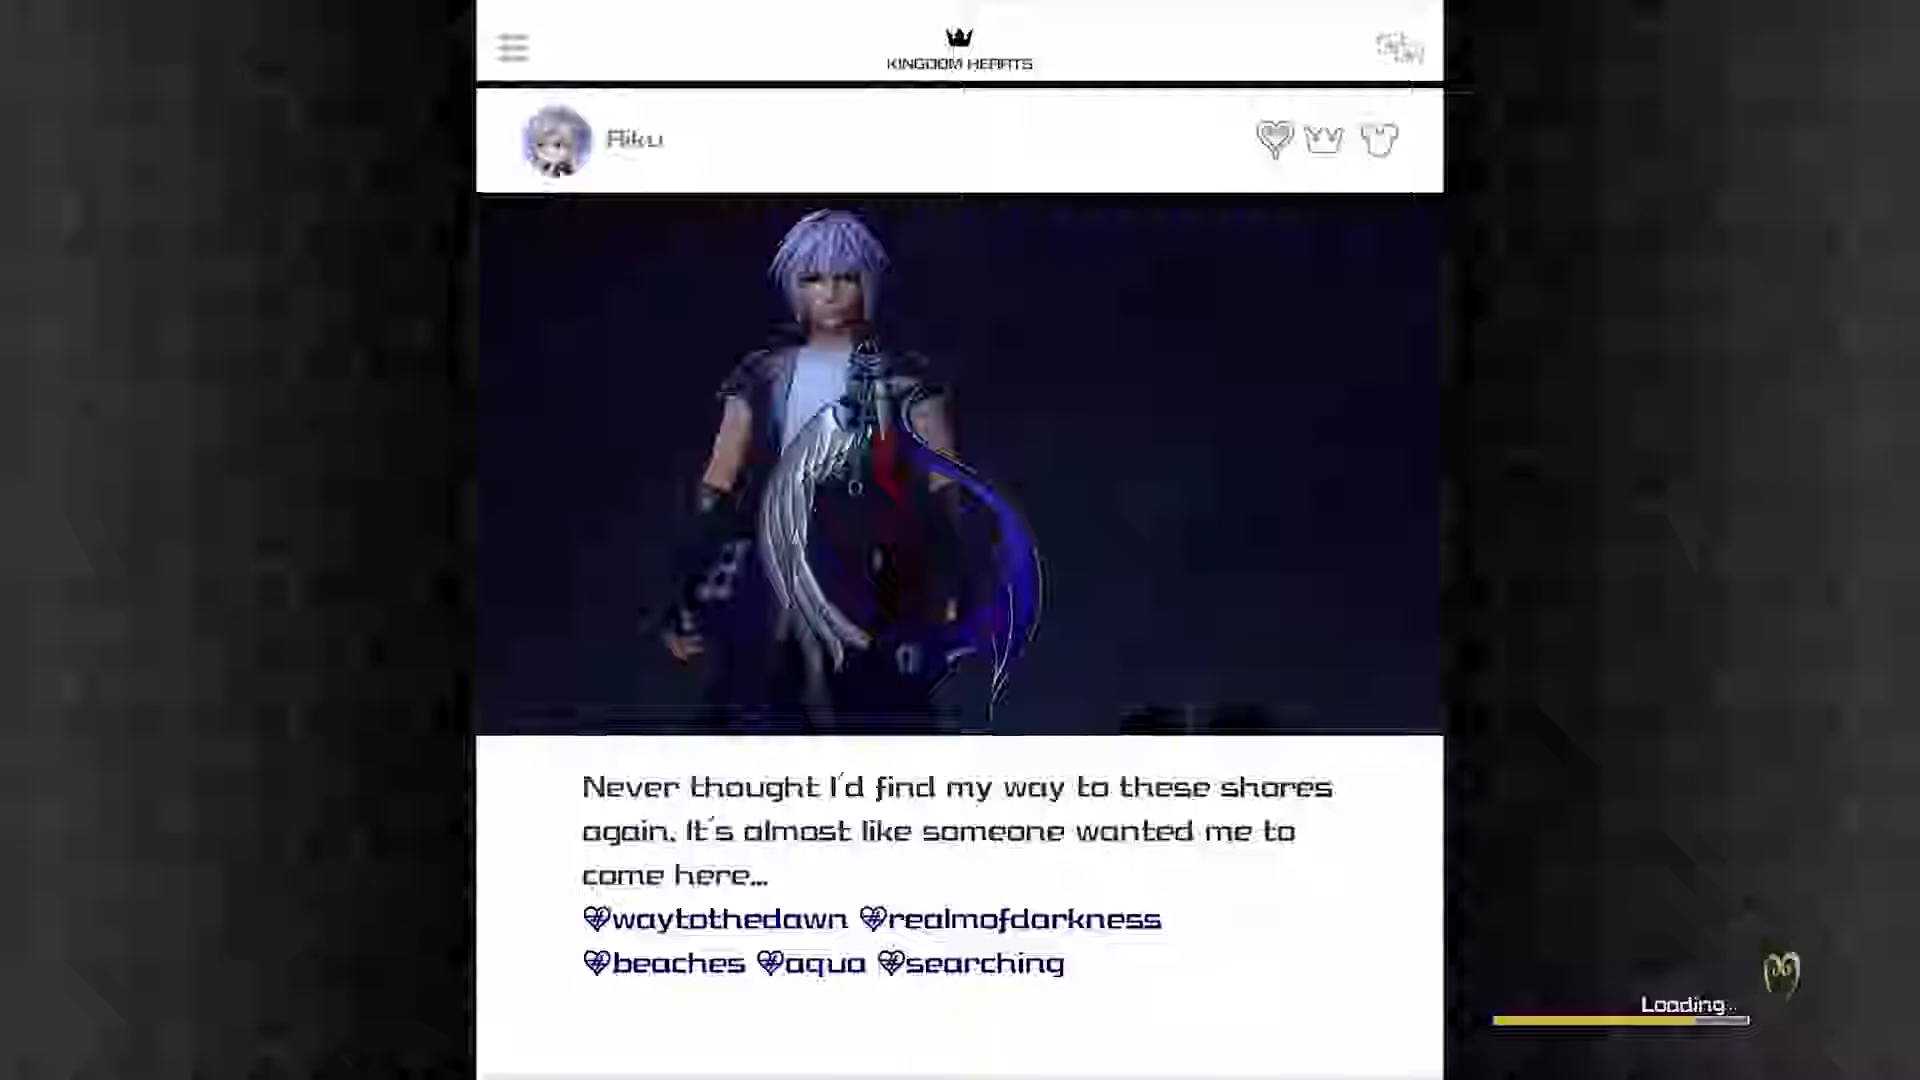 KINGDOM HEARTS
Riku
Never thought I'd find my way to these shores
again. It's almost like someone wanted me to
come here...
#waytothedawn #realmofdarkness
#beaches #aqua #searching
Loading...